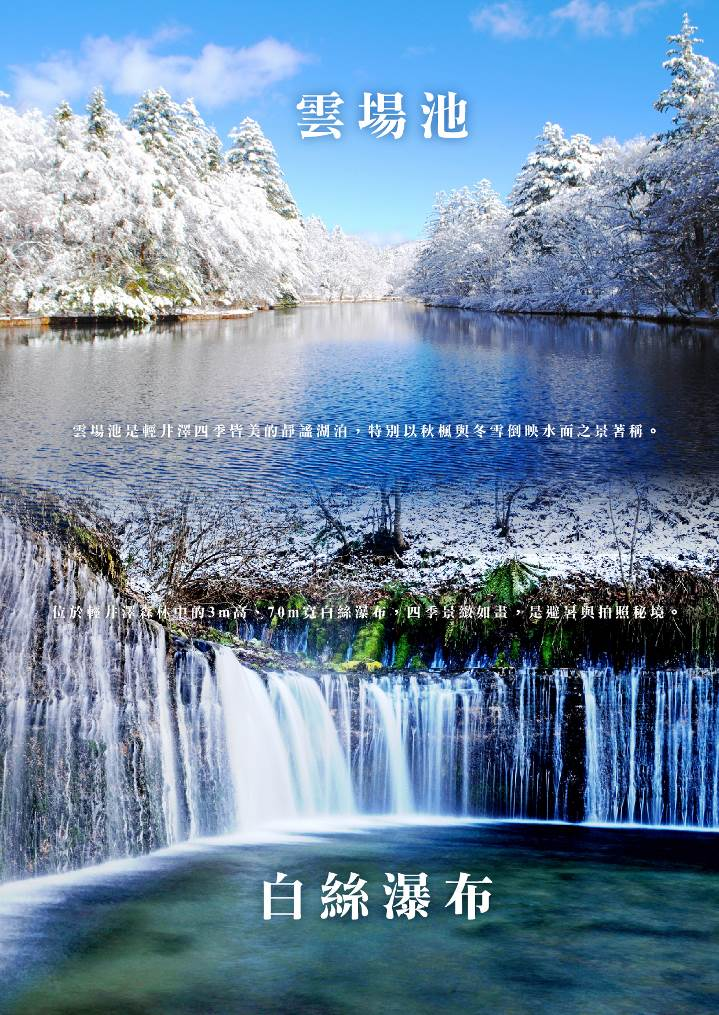 雲場池
雲場池是輕井澤四季皆美的靜謐湖泊，特別以秋楓與冬雪倒映水面之景著稱。
位於輕井澤森林中的3m高、70m寬白絲瀑布，四季景緻如畫，是避暑與拍照秘境。
白絲瀑布